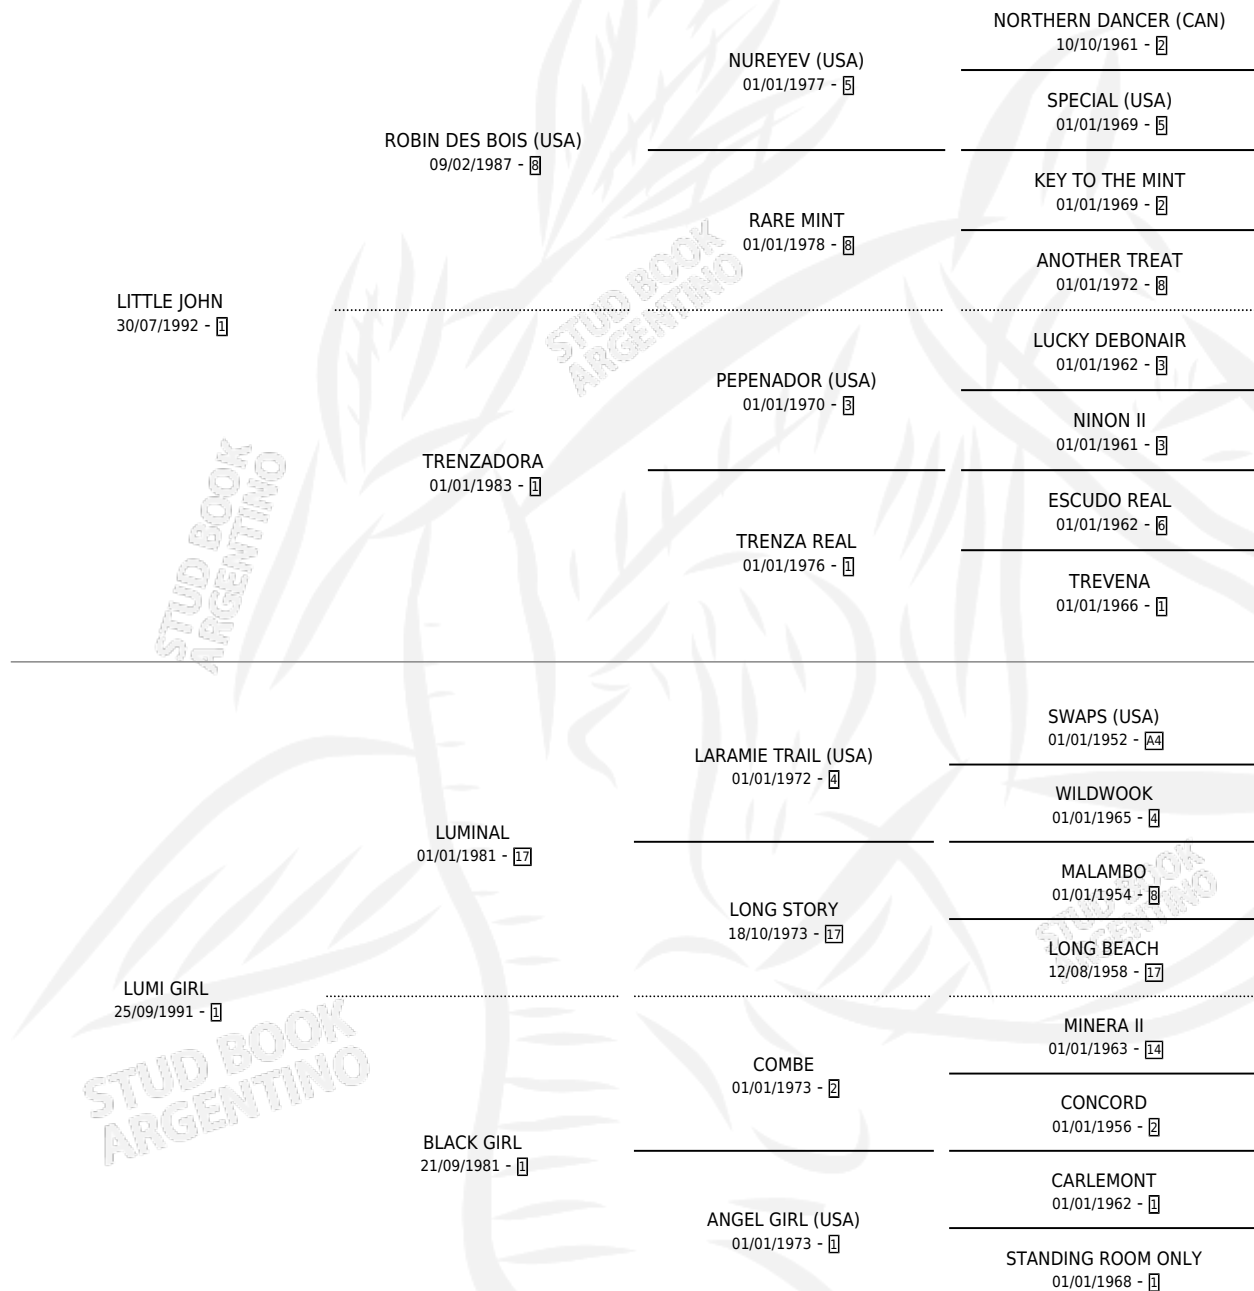 NORTHERN DANCER (CAN)
10/10/1961 - 2
NUREYEV (USA)
01/01/1977 - 5
SPECIAL (USA)
01/01/1969 - 5
ROBIN DES BOIS (USA)
09/02/1987 - 8
KEY TO THE MINT
01/01/1969 - 2
RARE MINT
01/01/1978 - 8
ANOTHER TREAT
01/01/1972 - 8
LITTLE JOHN
30/07/1992 - 1
LUCKY DEBONAIR
01/01/1962 - 3
PEPENADOR (USA)
01/01/1970 - 3
NINON II
01/01/1961 - 3
TRENZADORA
01/01/1983 - 1
ESCUDO REAL
01/01/1962 - 6
TRENZA REAL
01/01/1976 - 1
TREVENA
01/01/1966 - 1
SWAPS (USA)
01/01/1952 - A4
LARAMIE TRAIL (USA)
01/01/1972 - 4
WILDWOOK
01/01/1965 - 4
LUMINAL
01/01/1981 - 17
MALAMBO
01/01/1954 - 8
LONG STORY
18/10/1973 - 17
LONG BEACH
12/08/1958 - 17
LUMI GIRL
25/09/1991 - 1
MINERA II
01/01/1963 - 14
COMBE
01/01/1973 - 2
CONCORD
01/01/1956 - 2
BLACK GIRL
21/09/1981 - 1
CARLEMONT
01/01/1962 - 1
ANGEL GIRL (USA)
01/01/1973 - 1
STANDING ROOM ONLY
01/01/1968 - 1
STUD BOOK
ARGENTINO
STUD BOOK
ARGENTINO
STUD BOOK
ARGENTINO
STUD BOOK
ARGENTINO